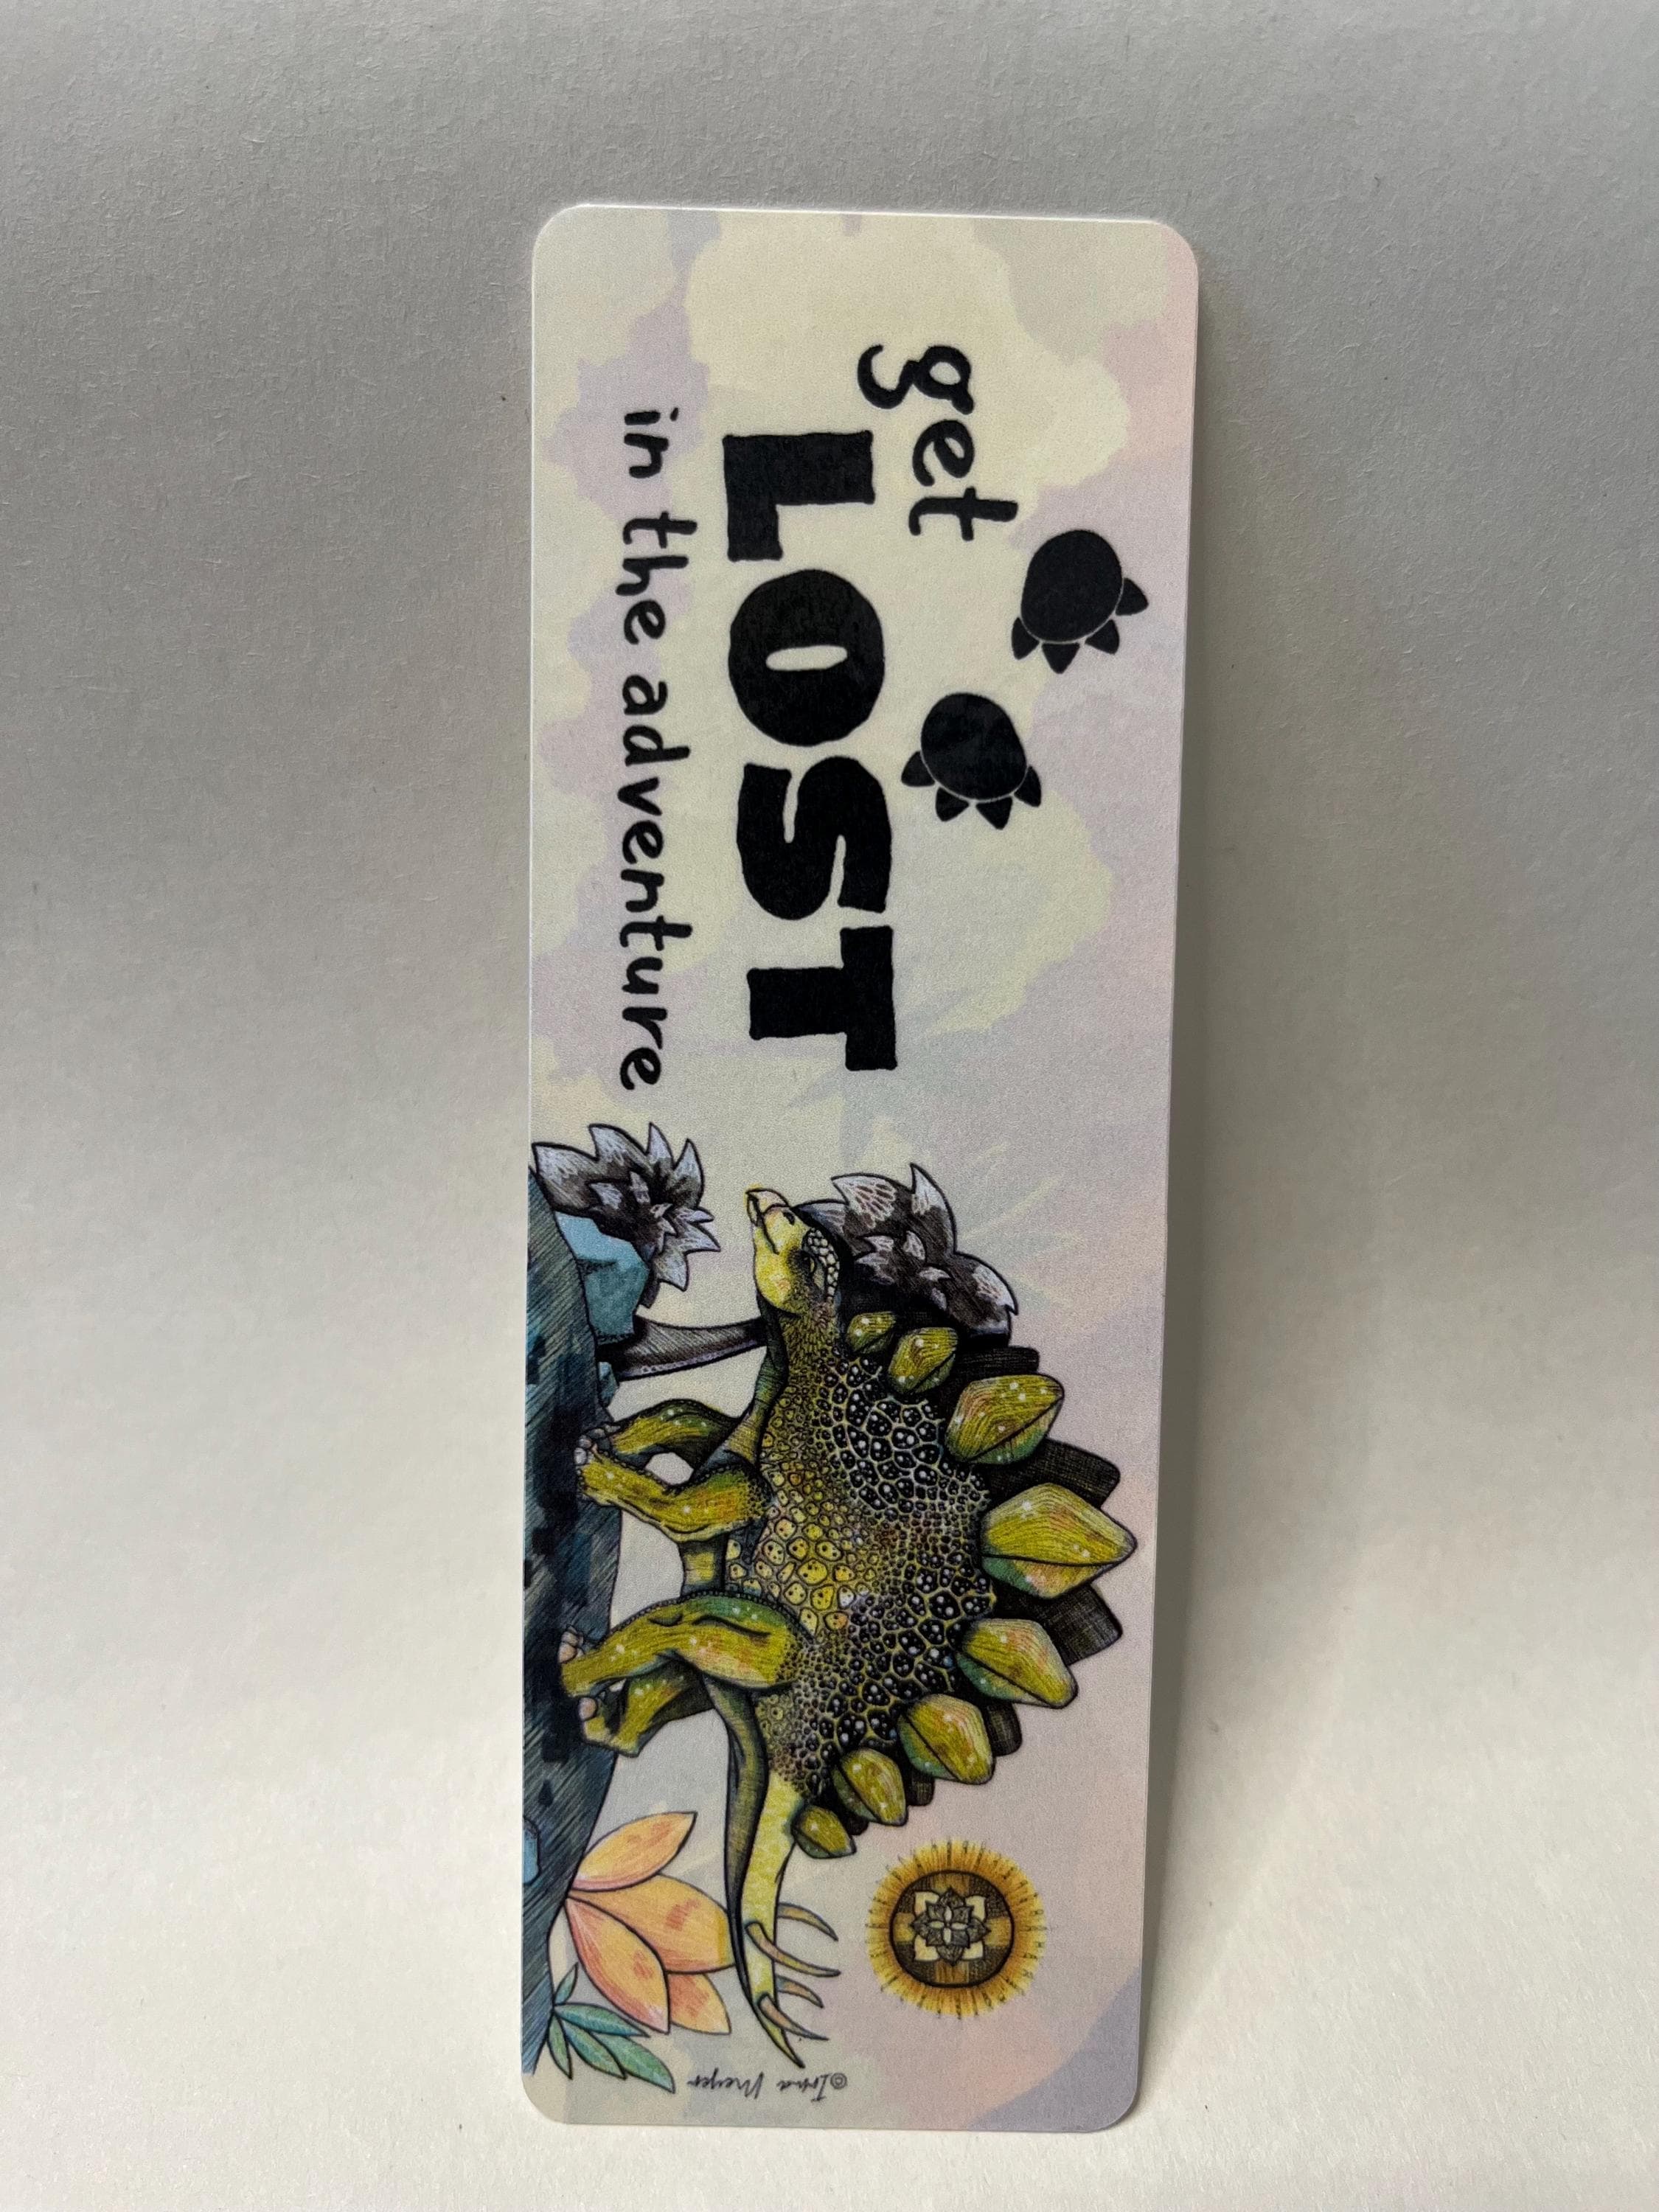 get
LOST
in the adventure